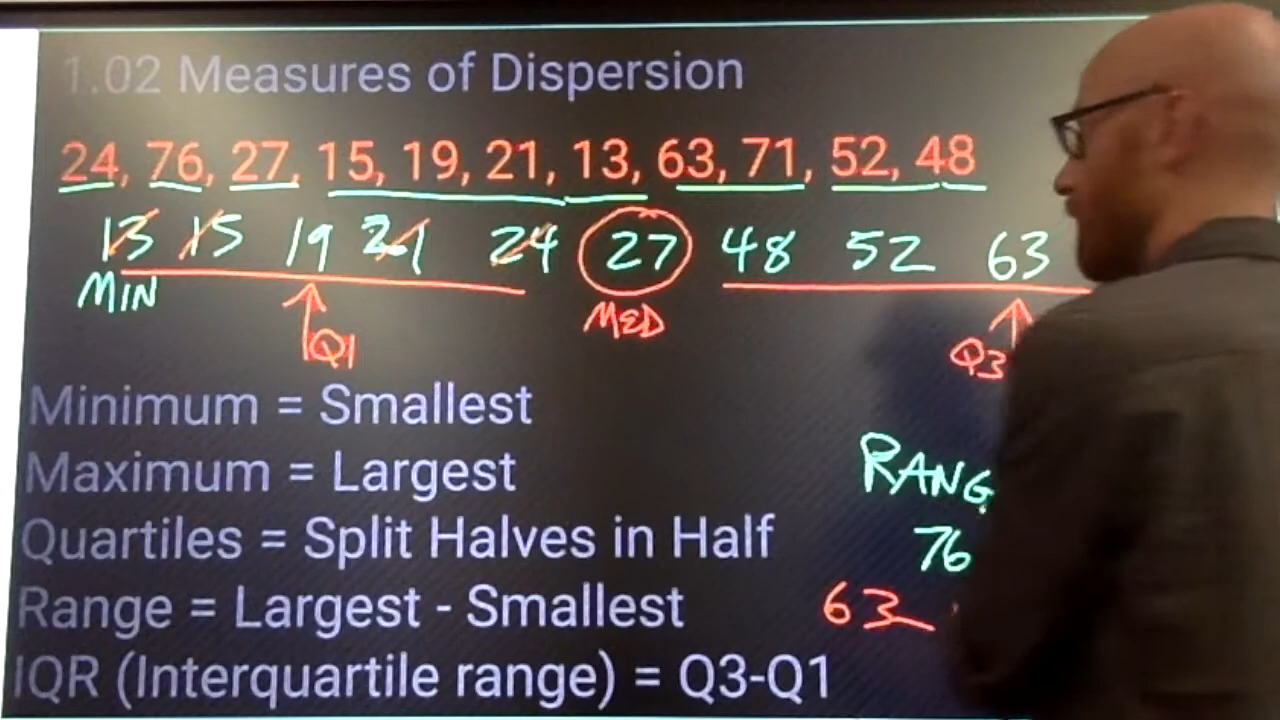 1.02 Measures of Dispersion
24, 76, 27, 15, 19, 21, 13, 63, 71, 52, 48
13 15 19 21 24 27 48 52 63
MIN
MED
Q1
Q3
Minimum = Smallest
Maximum = Largest
RANG
Quartiles = Split Halves in Half
76
Range = Largest - Smallest
63 -
IQR (Interquartile range) = Q3-Q1